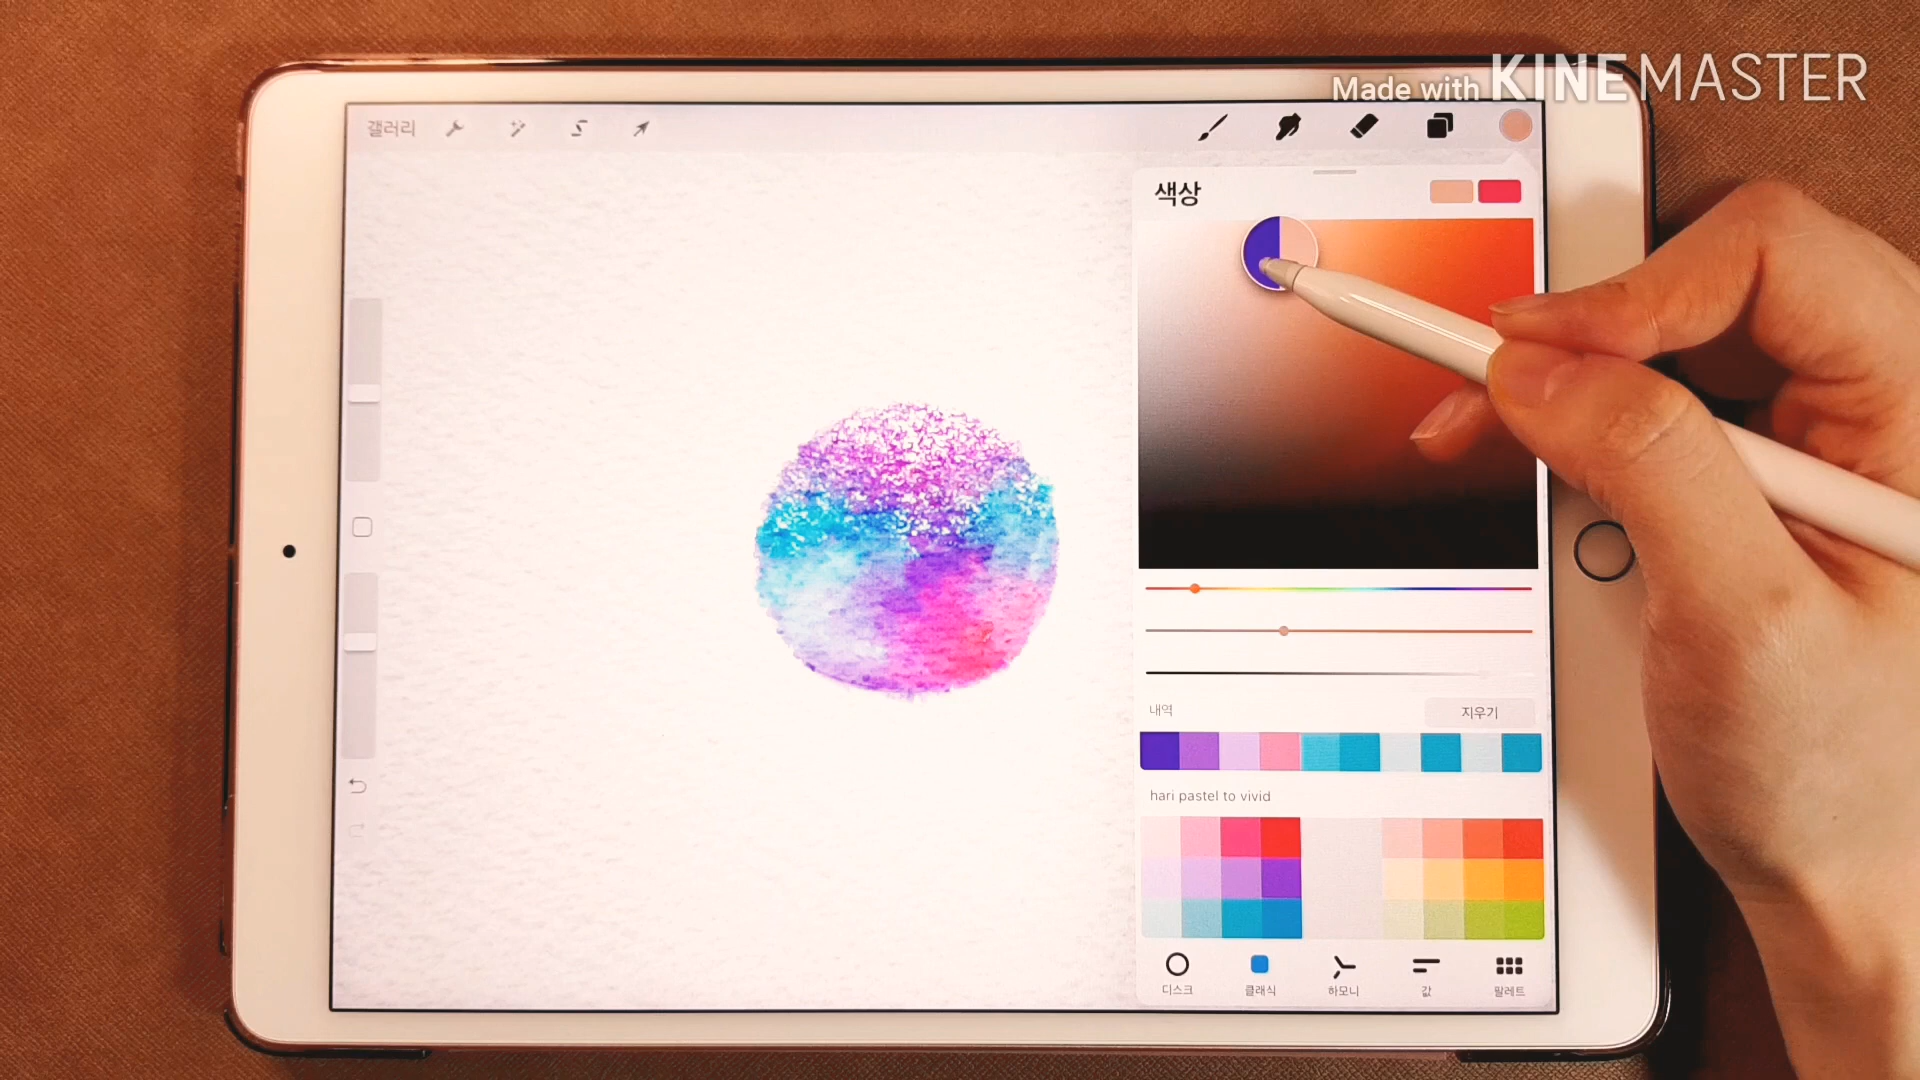 Made with KINEMASTER
갤러리
색상
내역
지우기
hari pastel to vivid
디스크
클래식
하모니
값
팔레트